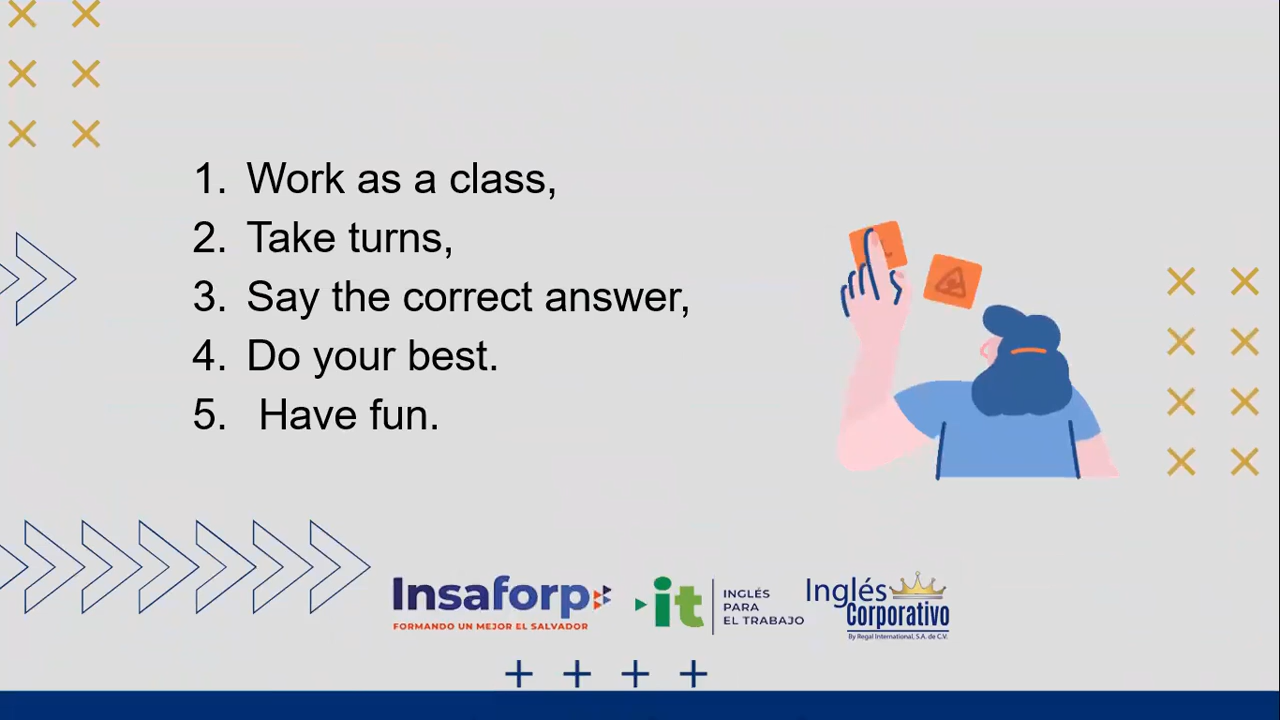 1. Work as a class,
2. Take turns,
3. Say the correct answer,
4. Do your best.
5. Have fun.
Insaforp
FORMANDO UN MEJOR EL SALVADOR
it
INGLÉS
PARA
EL TRABAJO
Inglés
Corporativo
By Regal International, S.A. de C.V.